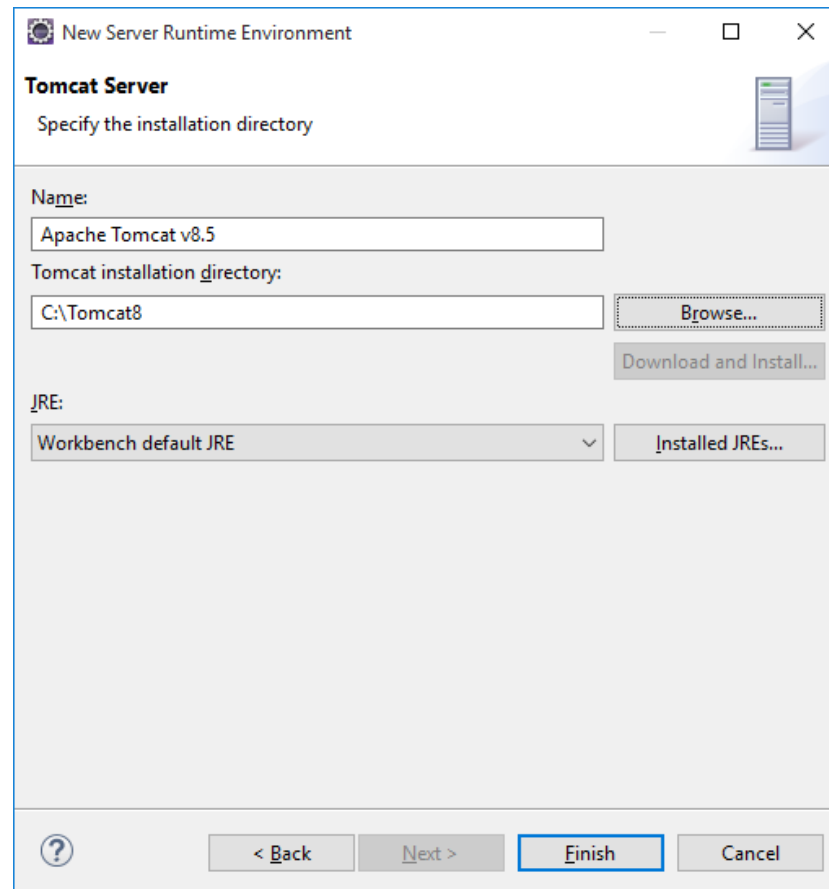 New Server Runtime Environment
Tomcat Server
Specify the installation directory
Name:
Apache Tomcat v8.5
Tomcat installation directory:
C:\Tomcat8
Browse...
Download and Install...
JRE:
Workbench default JRE
Installed JREs...
?
< Back
Next >
Finish
Cancel